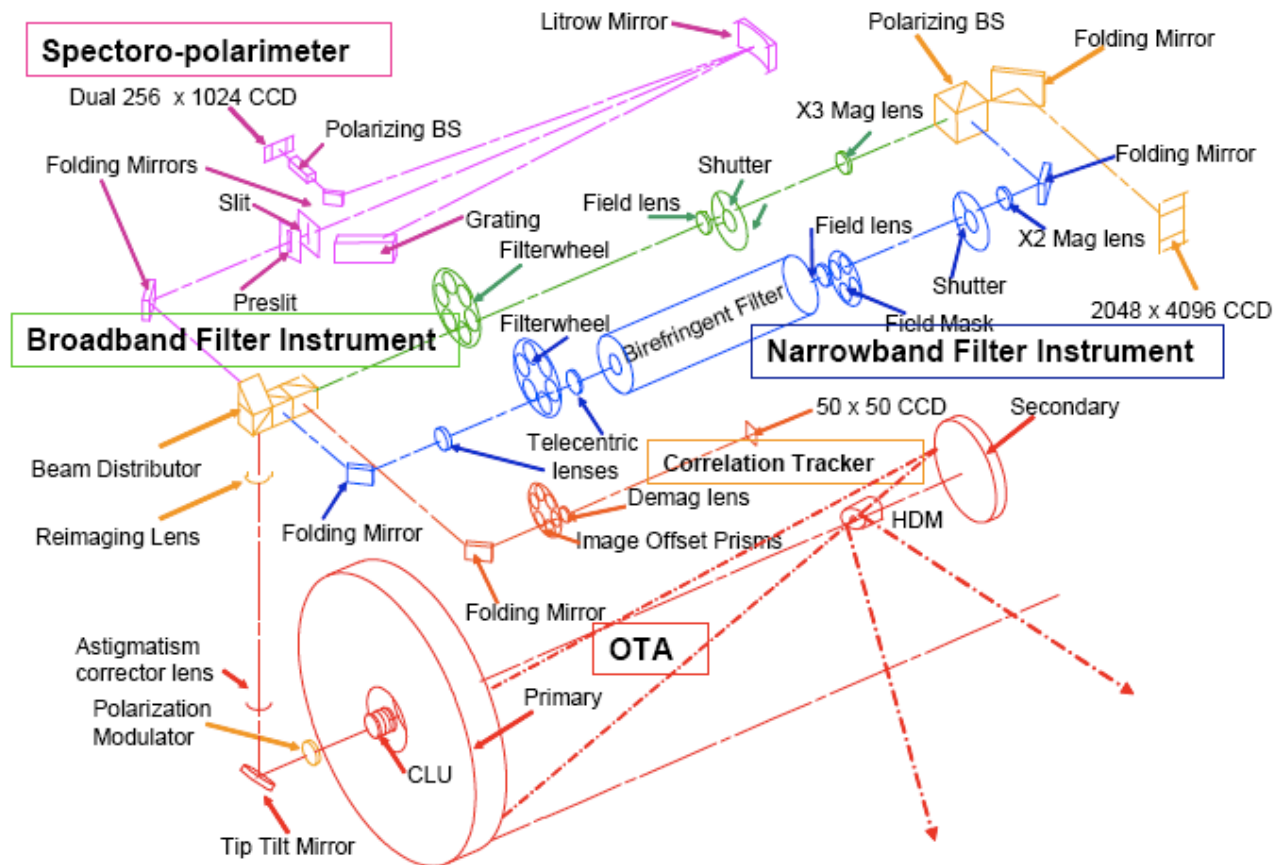 Litrow Mirror
Polarizing BS
Folding Mirror
Spectoro-polarimeter
Dual 256 x 1024 CCD
X3 Mag lens
Polarizing BS
Folding Mirrors
Shutter
Folding Mirror
Slit
Field lens
Grating
Field lens
X2 Mag lens
Filterwheel
Preslit
Shutter
Birefringent Filter
2048 x 4096 CCD
Filterwheel
Field Mask
Broadband Filter Instrument
Narrowband Filter Instrument
50 x 50 CCD
Secondary
Telecentric
lenses
Beam Distributor
Correlation Tracker
Demag lens
HDM
Reimaging Lens
Folding Mirror
Image Offset Prisms
Folding Mirror
OTA
Astigmatism
corrector lens
Primary
Polarization
Modulator
CLU
Tip Tilt Mirror